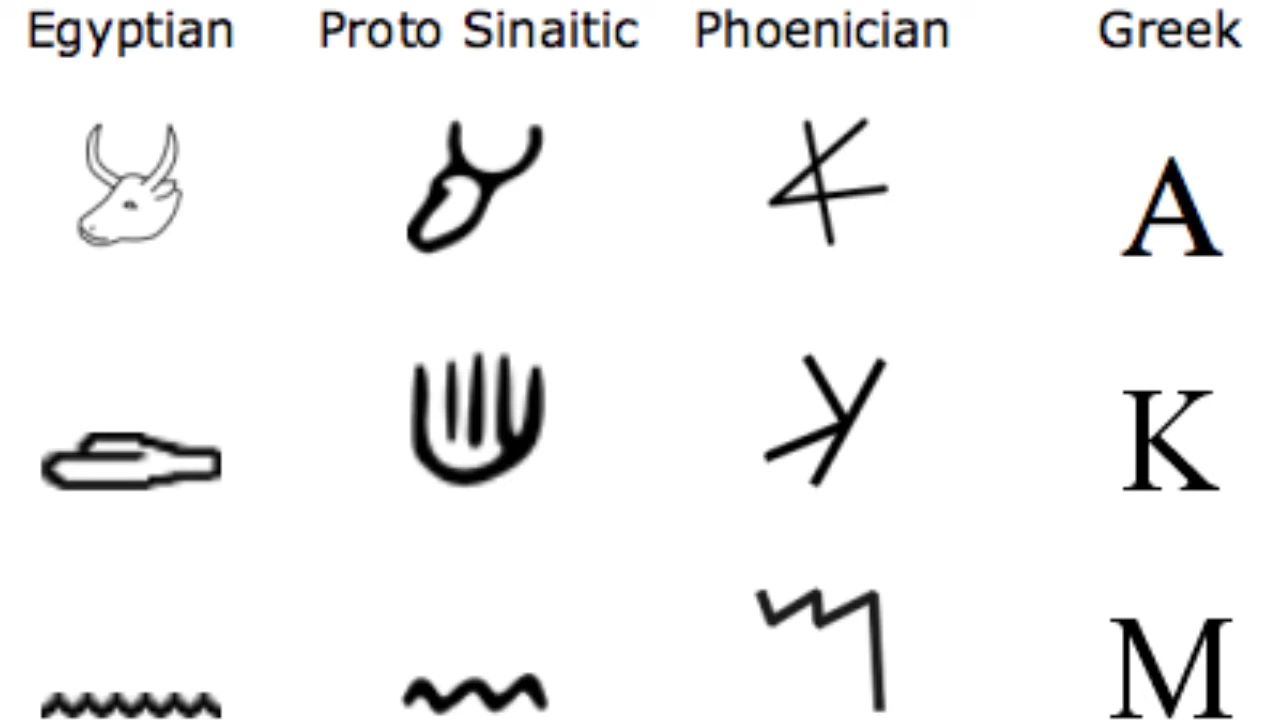 Egyptian Proto Sinaitic Phoenician Greek
𓃾 𐤀 Α
𓂧 𐤊 Κ
𓈖 𐤌 Μ